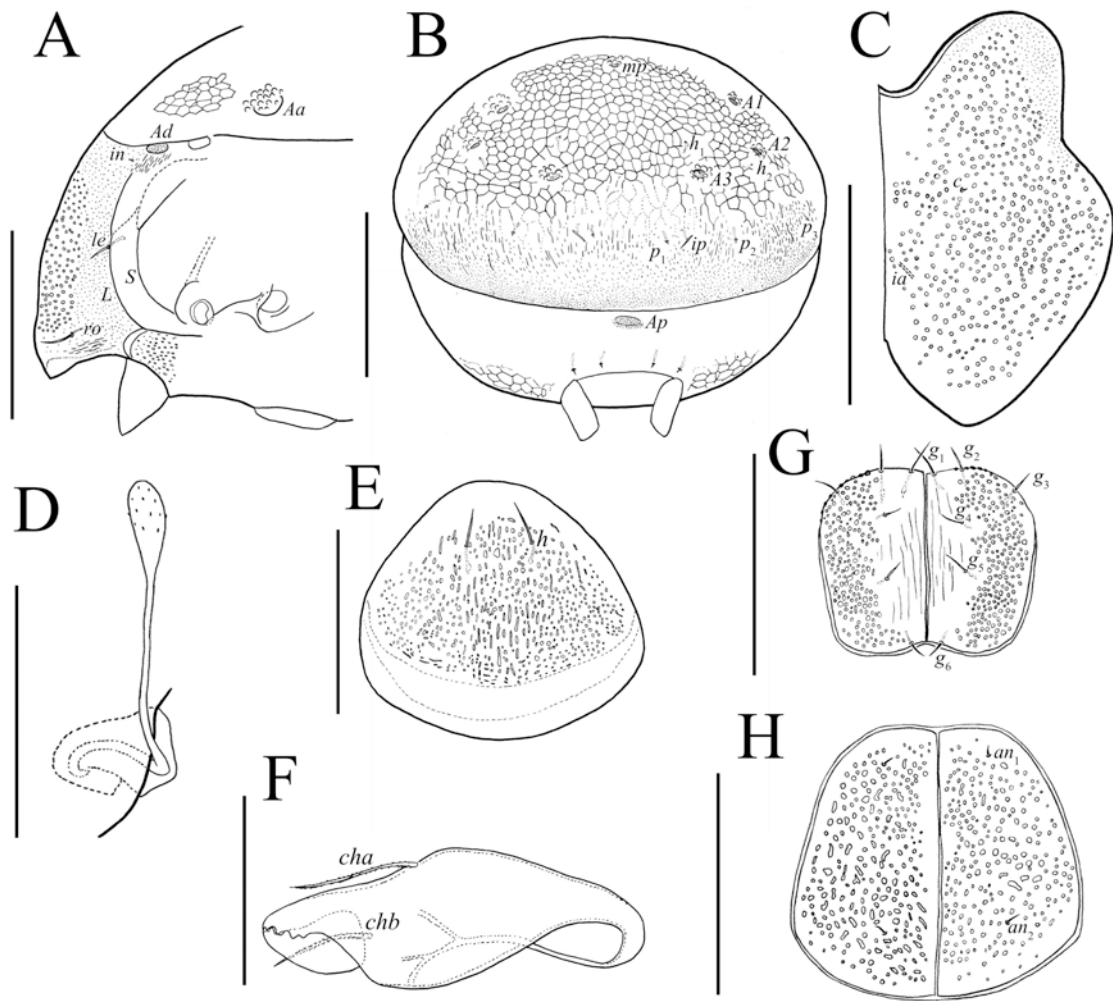 A
Aa
Ad
in
le
S
L
ro
B
mp
A1
A2
h₁
h₂
A3
p₁
ip
p₂
p₃
Ap
C
c
ia
D
E
h
F
cha
chb
G
g₁
g₂
g₃
g₄
g₅
g₆
H
an₁
an₂